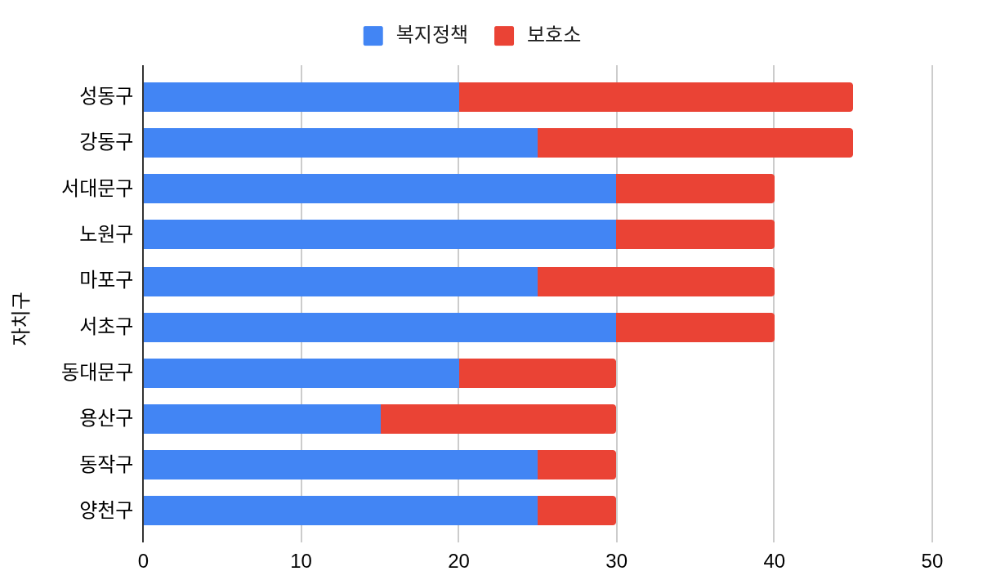 복지정책 보호소
자치구
성동구
강동구
서대문구
노원구
마포구
서초구
동대문구
용산구
동작구
양천구
0 10 20 30 40 50